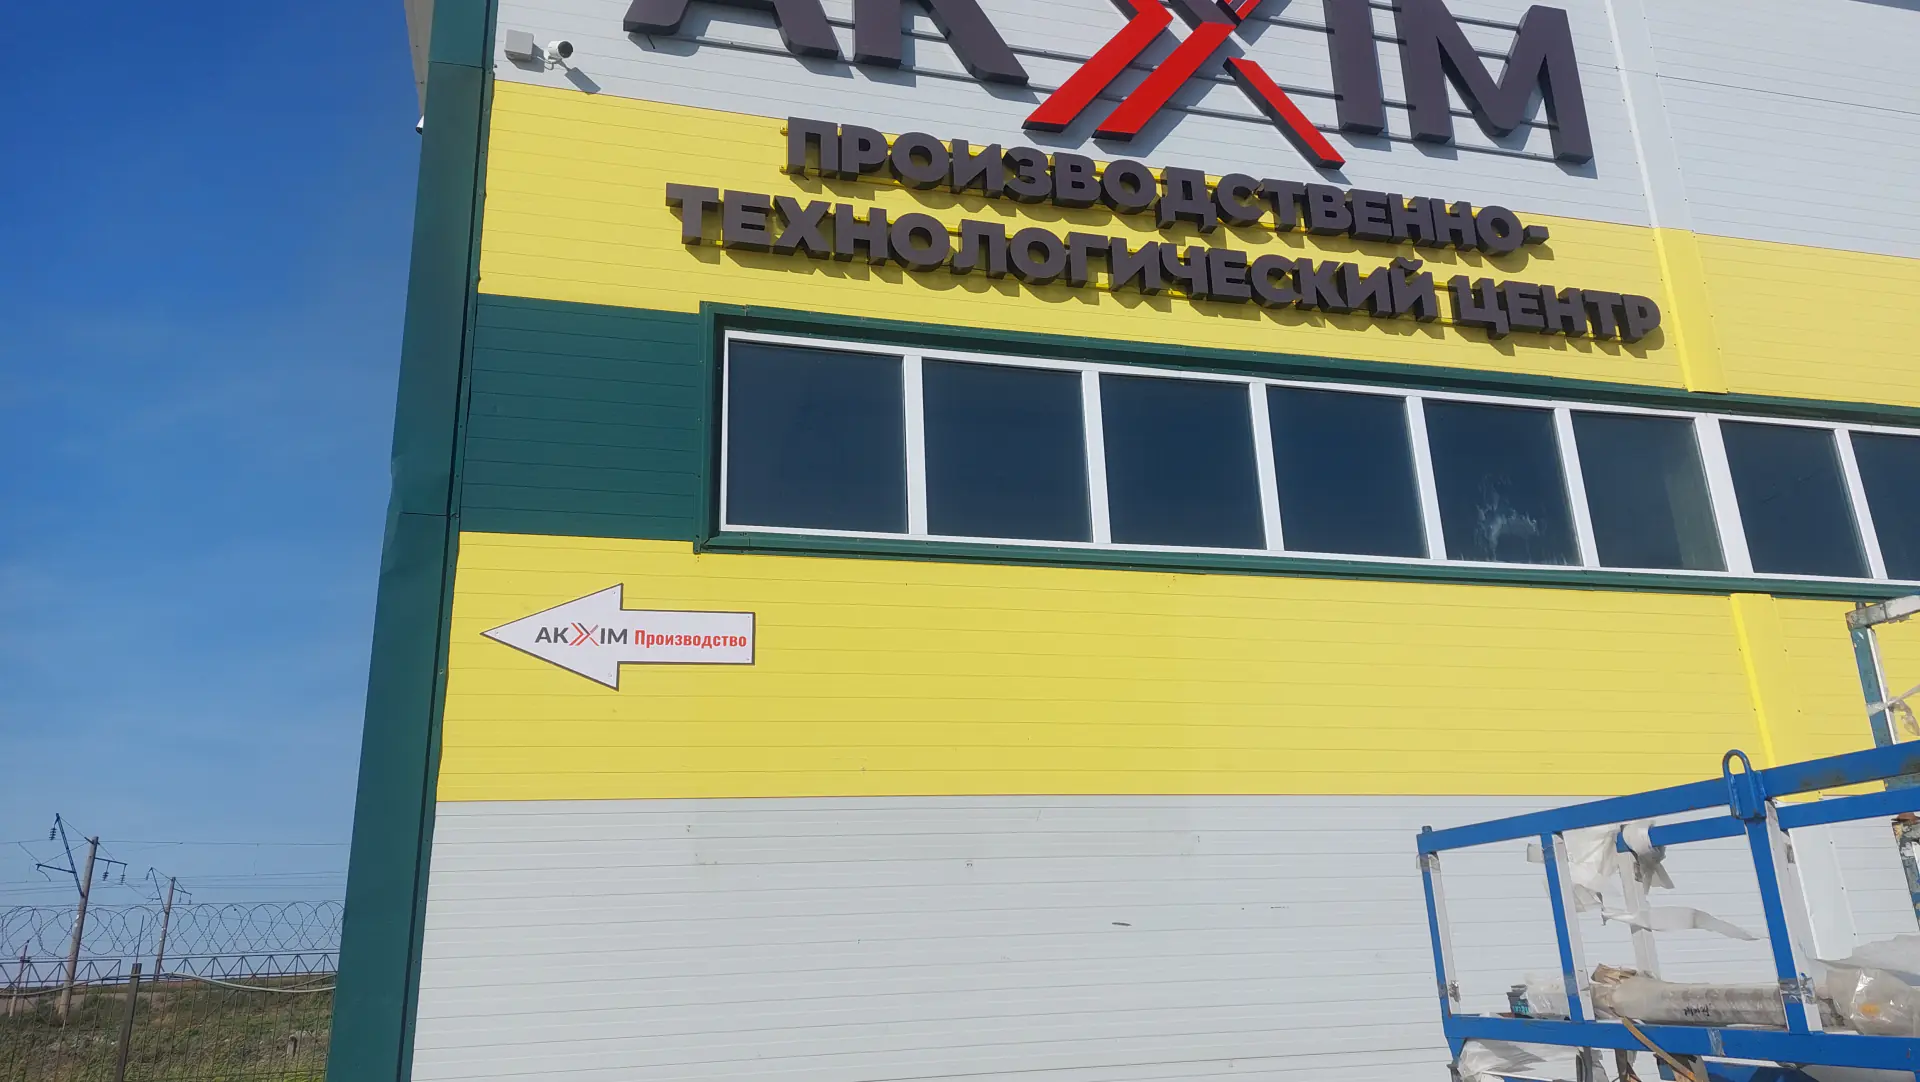 AKXIM
ПРОИЗВОДСТВЕННО-
ТЕХНОЛОГИЧЕСКИЙ ЦЕНТР
AKXIM Производство